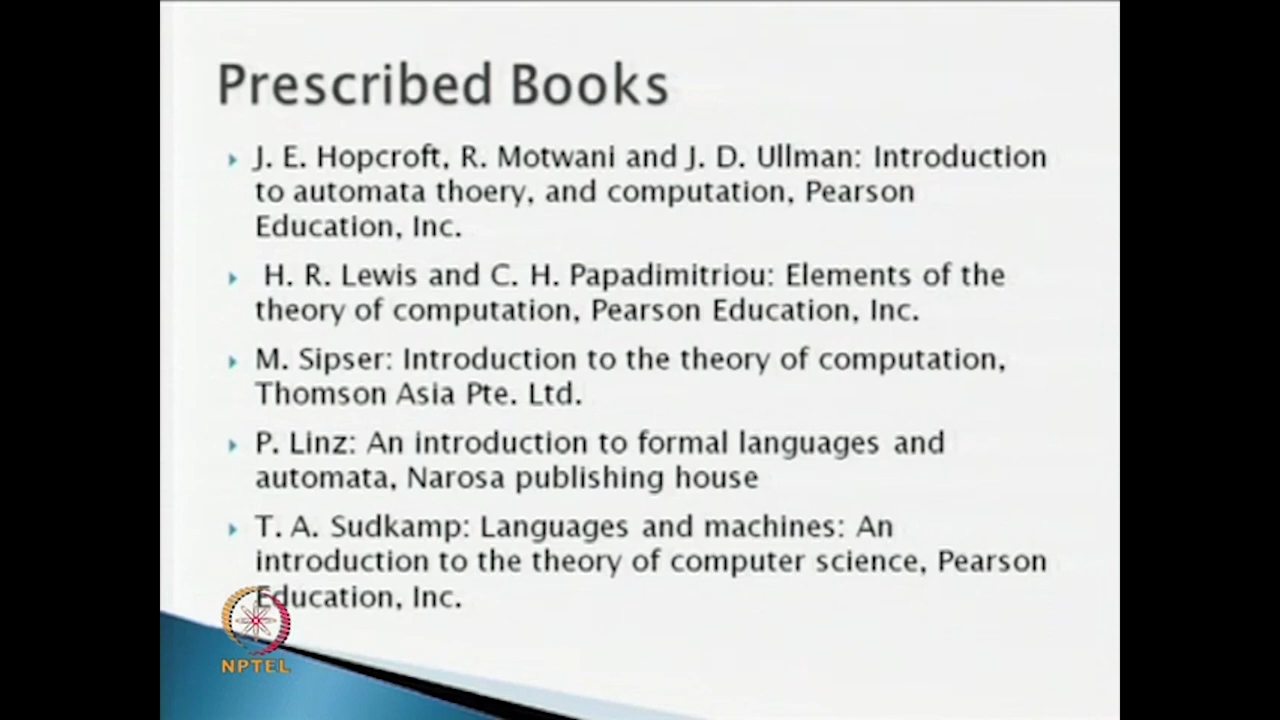 Prescribed Books
J. E. Hopcroft, R. Motwani and J. D. Ullman: Introduction
to automata thoery, and computation, Pearson
Education, Inc.
H. R. Lewis and C. H. Papadimitriou: Elements of the
theory of computation, Pearson Education, Inc.
M. Sipser: Introduction to the theory of computation,
Thomson Asia Pte. Ltd.
P. Linz: An introduction to formal languages and
automata, Narosa publishing house
T. A. Sudkamp: Languages and machines: An
introduction to the theory of computer science, Pearson
Education, Inc.
NPTEL